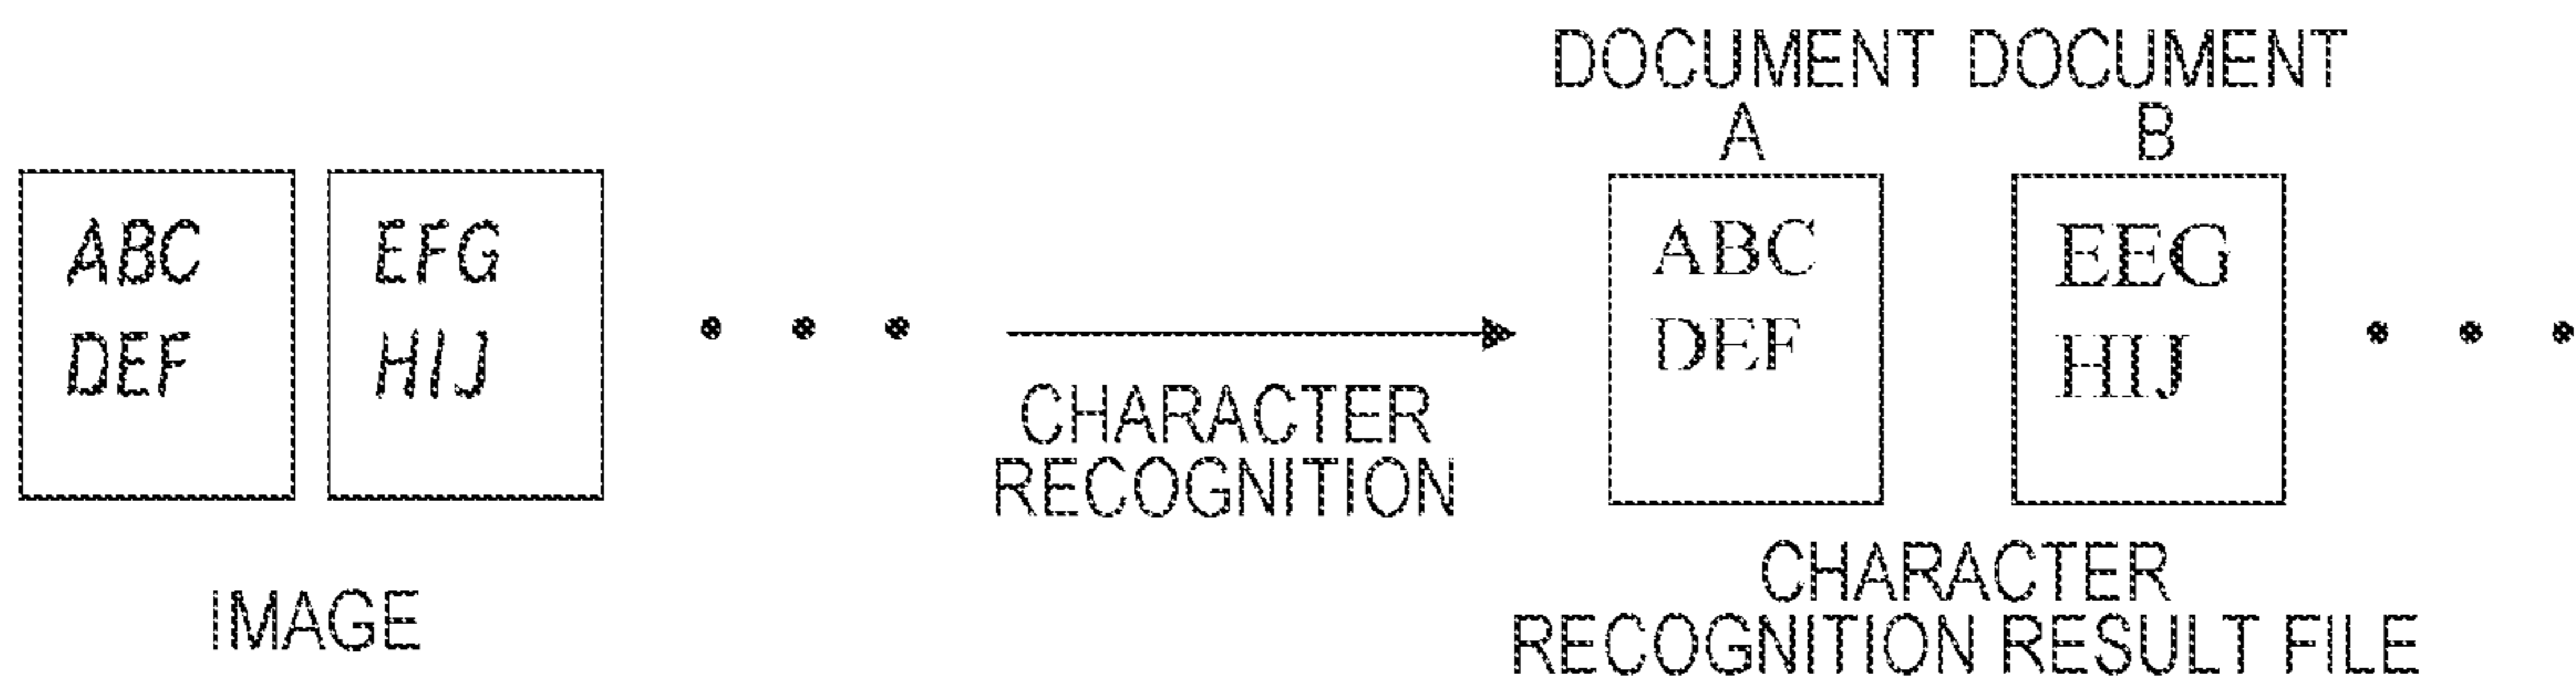 ABC
DEF
EFG
HIJ
IMAGE
CHARACTER
RECOGNITION
DOCUMENT
A
DOCUMENT
B
ABC
DEF
EEG
HIJ
CHARACTER
RECOGNITION RESULT FILE